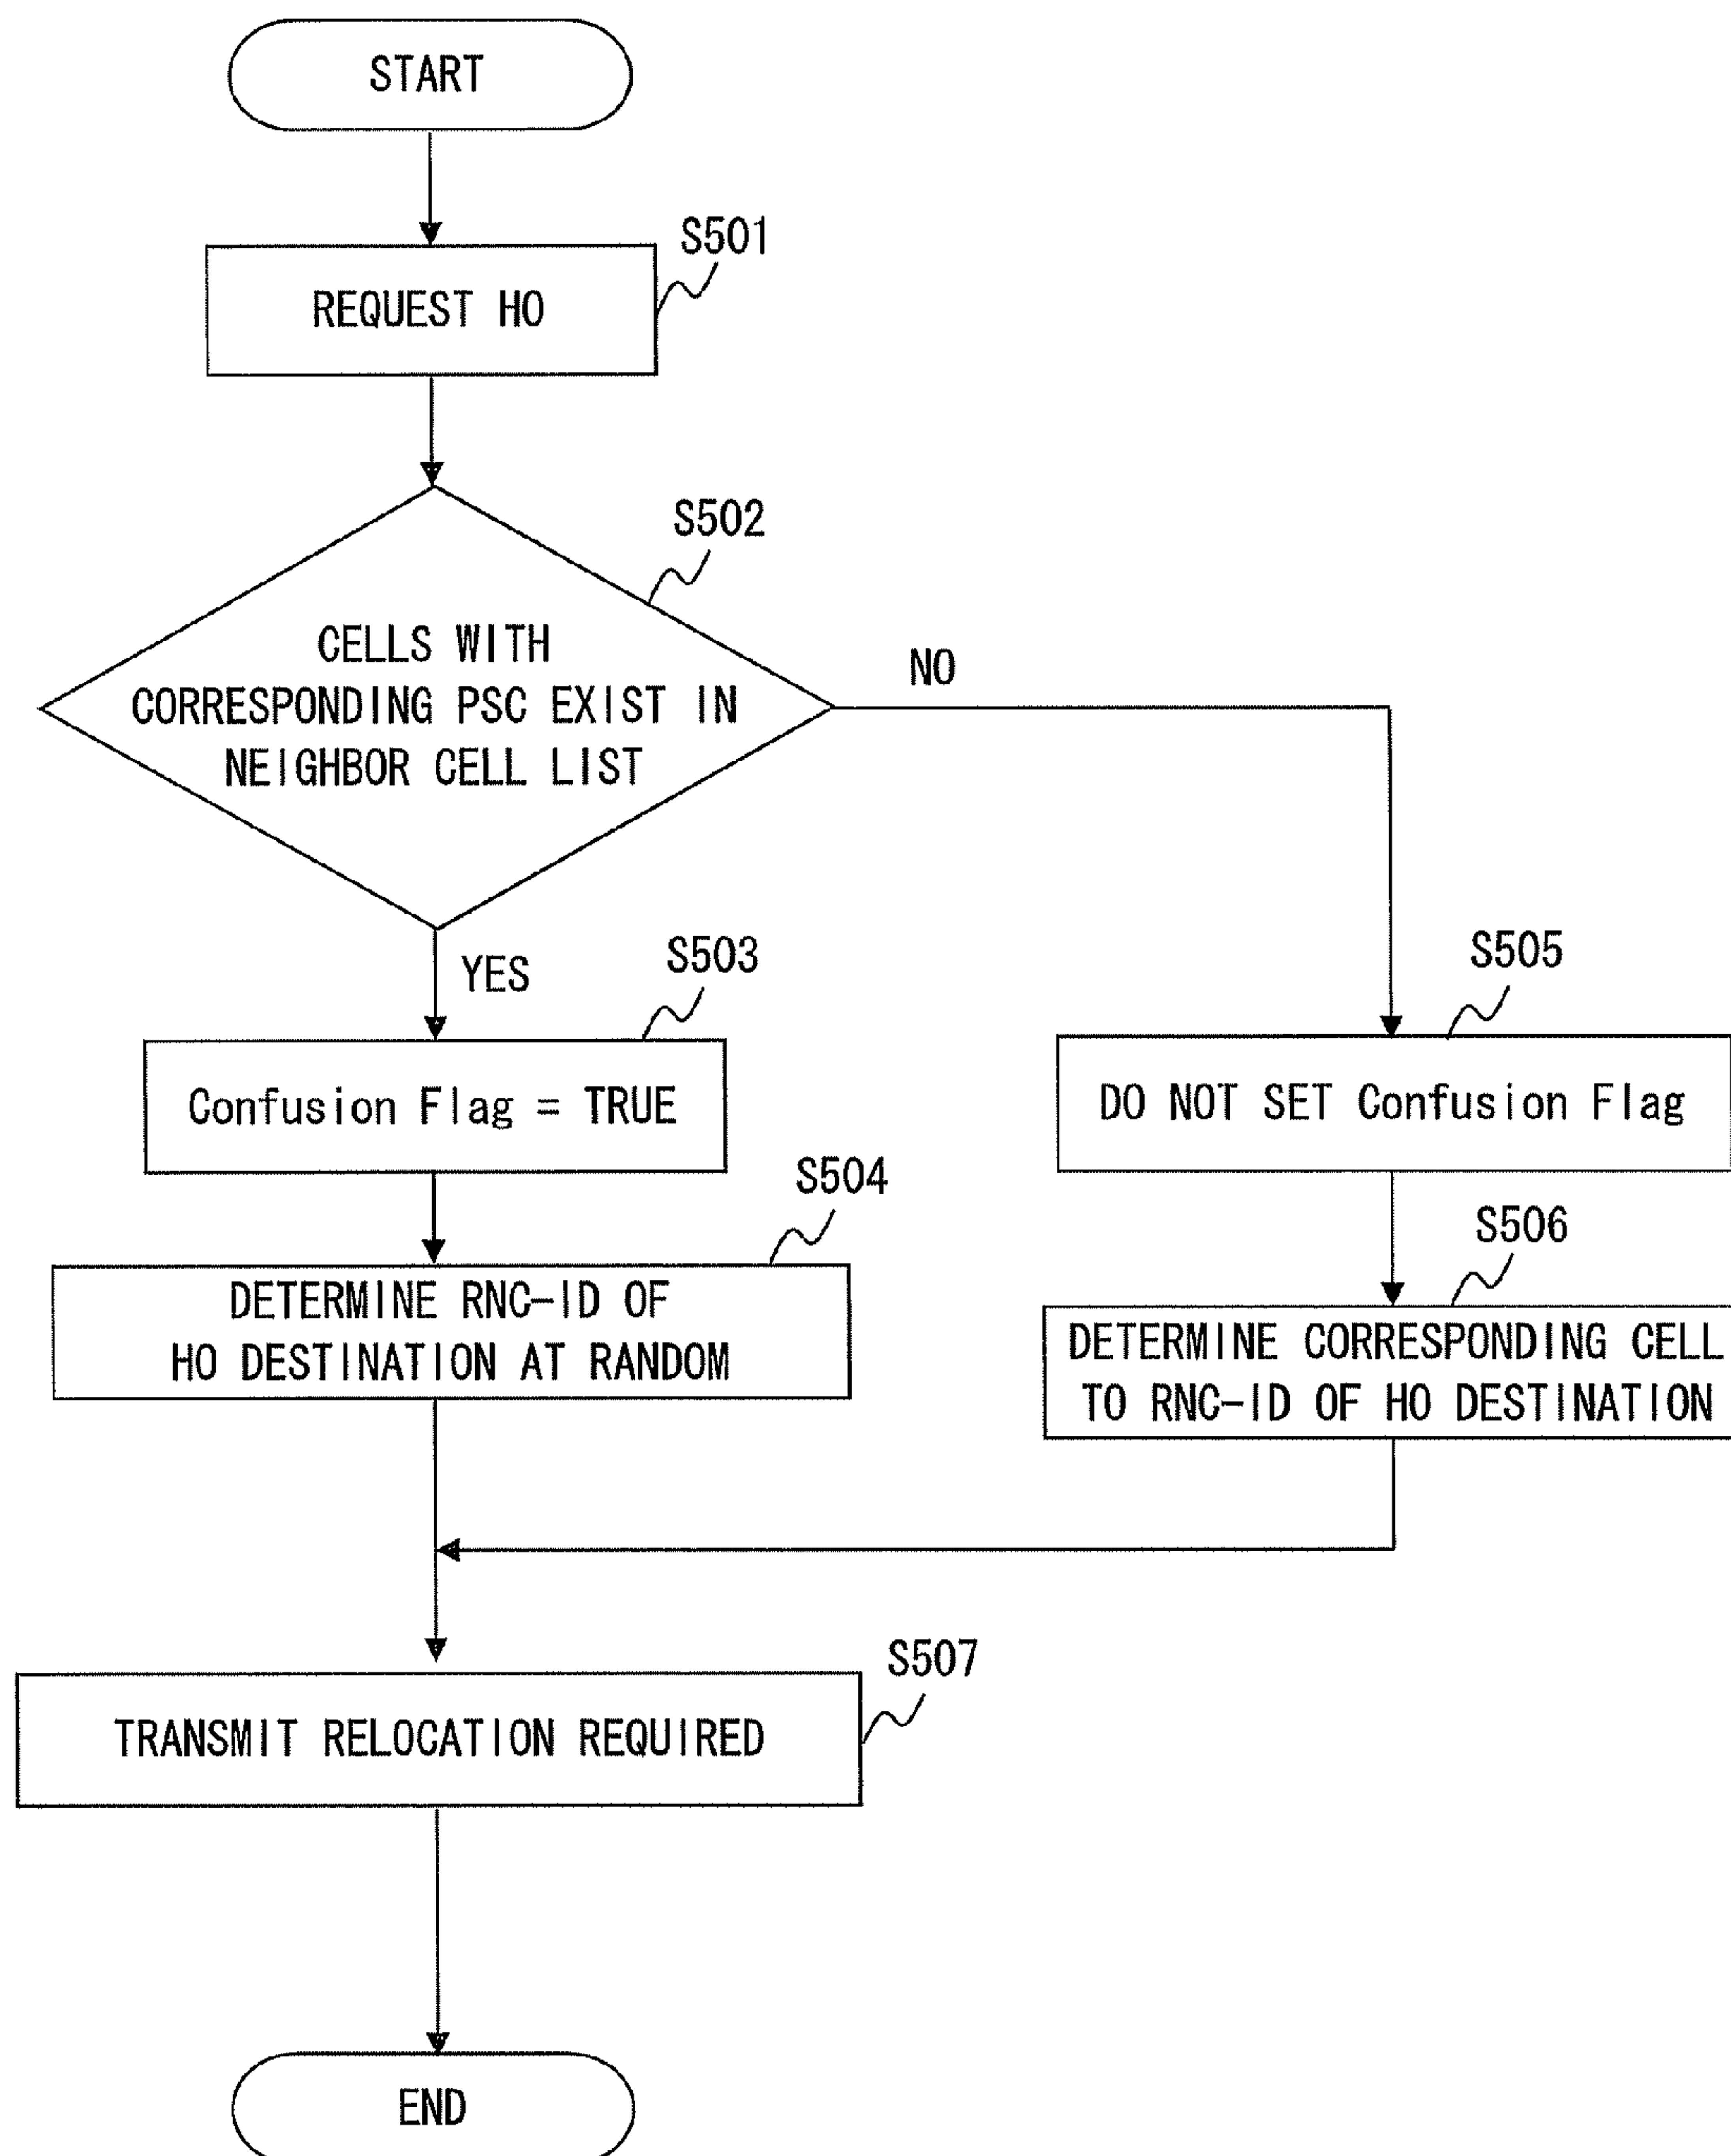 START
S501
REQUEST HO
S502
CELLS WITH
CORRESPONDING PSC EXIST IN
NEIGHBOR CELL LIST
NO
YES
S503
Confusion Flag = TRUE
S505
DO NOT SET Confusion Flag
S504
DETERMINE RNC-ID OF
HO DESTINATION AT RANDOM
S506
DETERMINE CORRESPONDING CELL
TO RNC-ID OF HO DESTINATION
S507
TRANSMIT RELOCATION REQUIRED
END